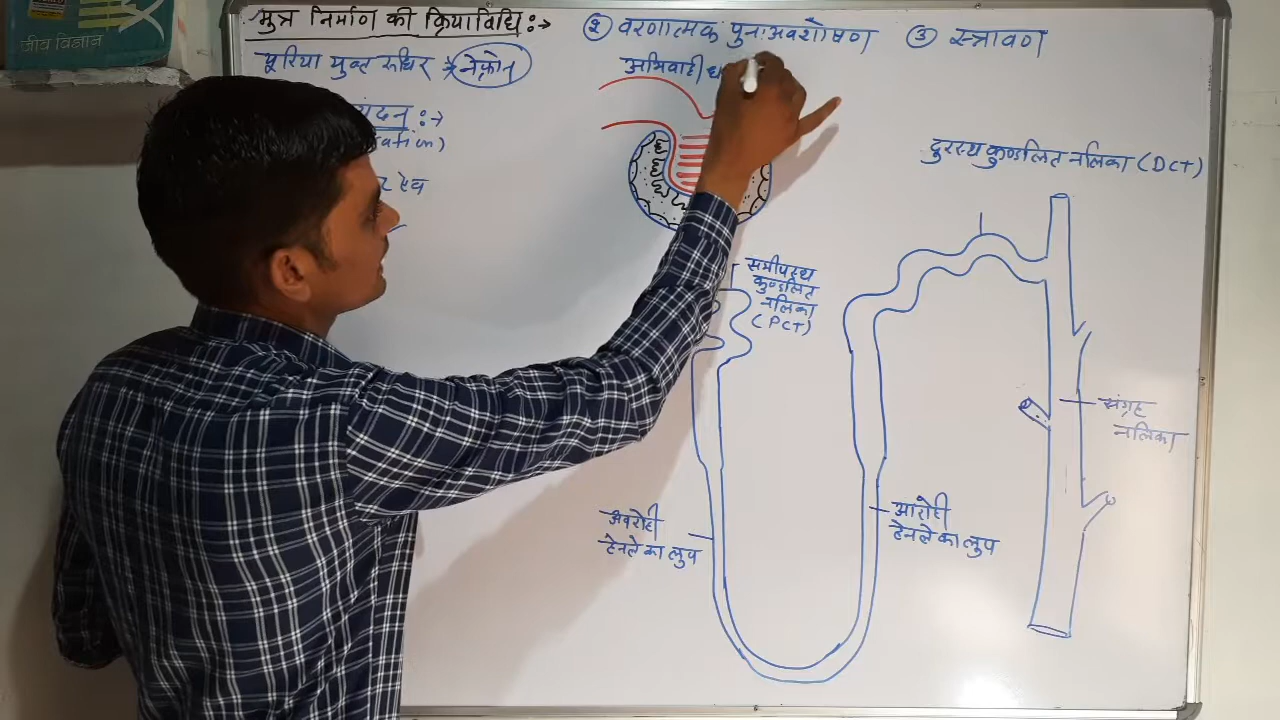 जीव विज्ञान
मुत्र निर्माण की क्रियाविधि :→
② वरणात्मक पुनःअवशोषण
③ स्त्रावण
यूरिया युक्त रूधिर → नेफ्रोन
अभिवाही ध
दुरस्थ कुण्डलित नलिका (DCT)
समीपस्थ
कुण्डलित
नलिका
(PCT)
संग्रह
नलिका
अवरोही
हेनले का लुप
आरोही
हेनले का लुप